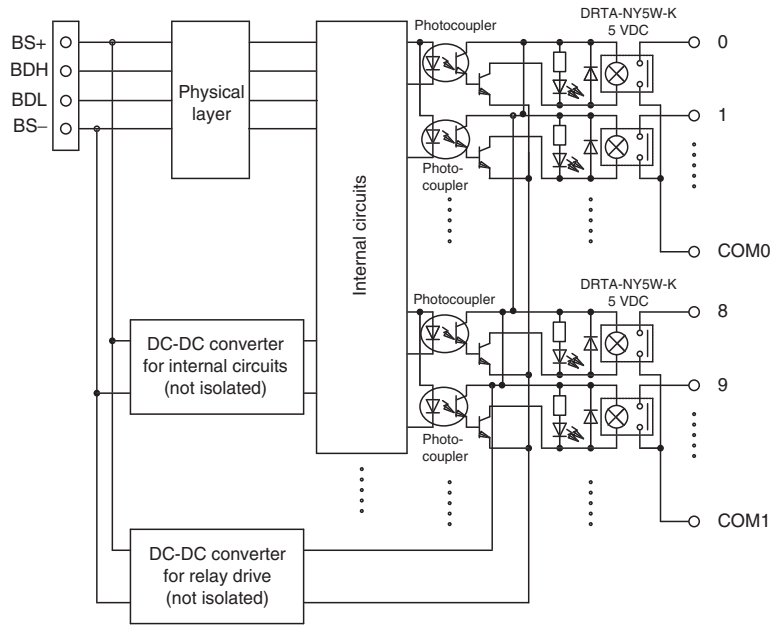 BS+
BDH
BDL
BS–
Physical
layer
Internal circuits
Photocoupler
DRTA-NY5W-K
5 VDC
0
1
Photo-
coupler
COM0
Photocoupler
DRTA-NY5W-K
5 VDC
8
9
Photo-
coupler
COM1
DC-DC converter
for internal circuits
(not isolated)
DC-DC converter
for relay drive
(not isolated)